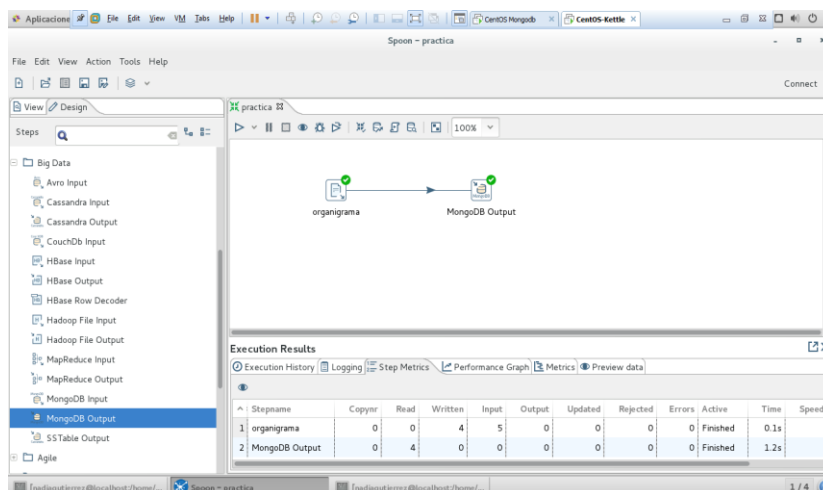 Aplicacione File Edit View VM Tabs Help CentOS Mongodb × CentOS-Kettle ×
Spoon - practica
File Edit View Action Tools Help
Connect
View Design practica
Steps 100%
Big Data
Avro Input
Cassandra Input
Cassandra Output
CouchDb Input
HBase Input
HBase Output
HBase Row Decoder
Hadoop File Input
Hadoop File Output
MapReduce Input
MapReduce Output
MongoDB Input
MongoDB Output
SSTable Output
Agile
organigrama MongoDB Output
Execution Results
Execution History Logging Step Metrics Performance Graph Metrics Preview data
Stepname Copynr Read Written Input Output Updated Rejected Errors Active Time Speed
1 organigrama 0 0 4 5 0 0 0 0 Finished 0.1s
2 MongoDB Output 0 4 0 0 0 0 0 0 Finished 1.2s
Spoon - practica 1 / 4